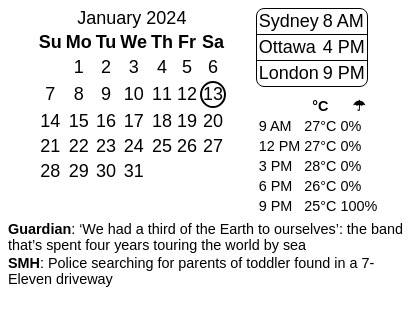 January 2024
Su Mo Tu We Th Fr Sa
1 2 3 4 5 6
7 8 9 10 11 12 13
14 15 16 17 18 19 20
21 22 23 24 25 26 27
28 29 30 31
Sydney 8 AM
Ottawa 4 PM
London 9 PM
°C ☂
9 AM 27°C 0%
12 PM 27°C 0%
3 PM 28°C 0%
6 PM 26°C 0%
9 PM 25°C 100%
Guardian: ‘We had a third of the Earth to ourselves’: the band
that’s spent four years touring the world by sea
SMH: Police searching for parents of toddler found in a 7-
Eleven driveway